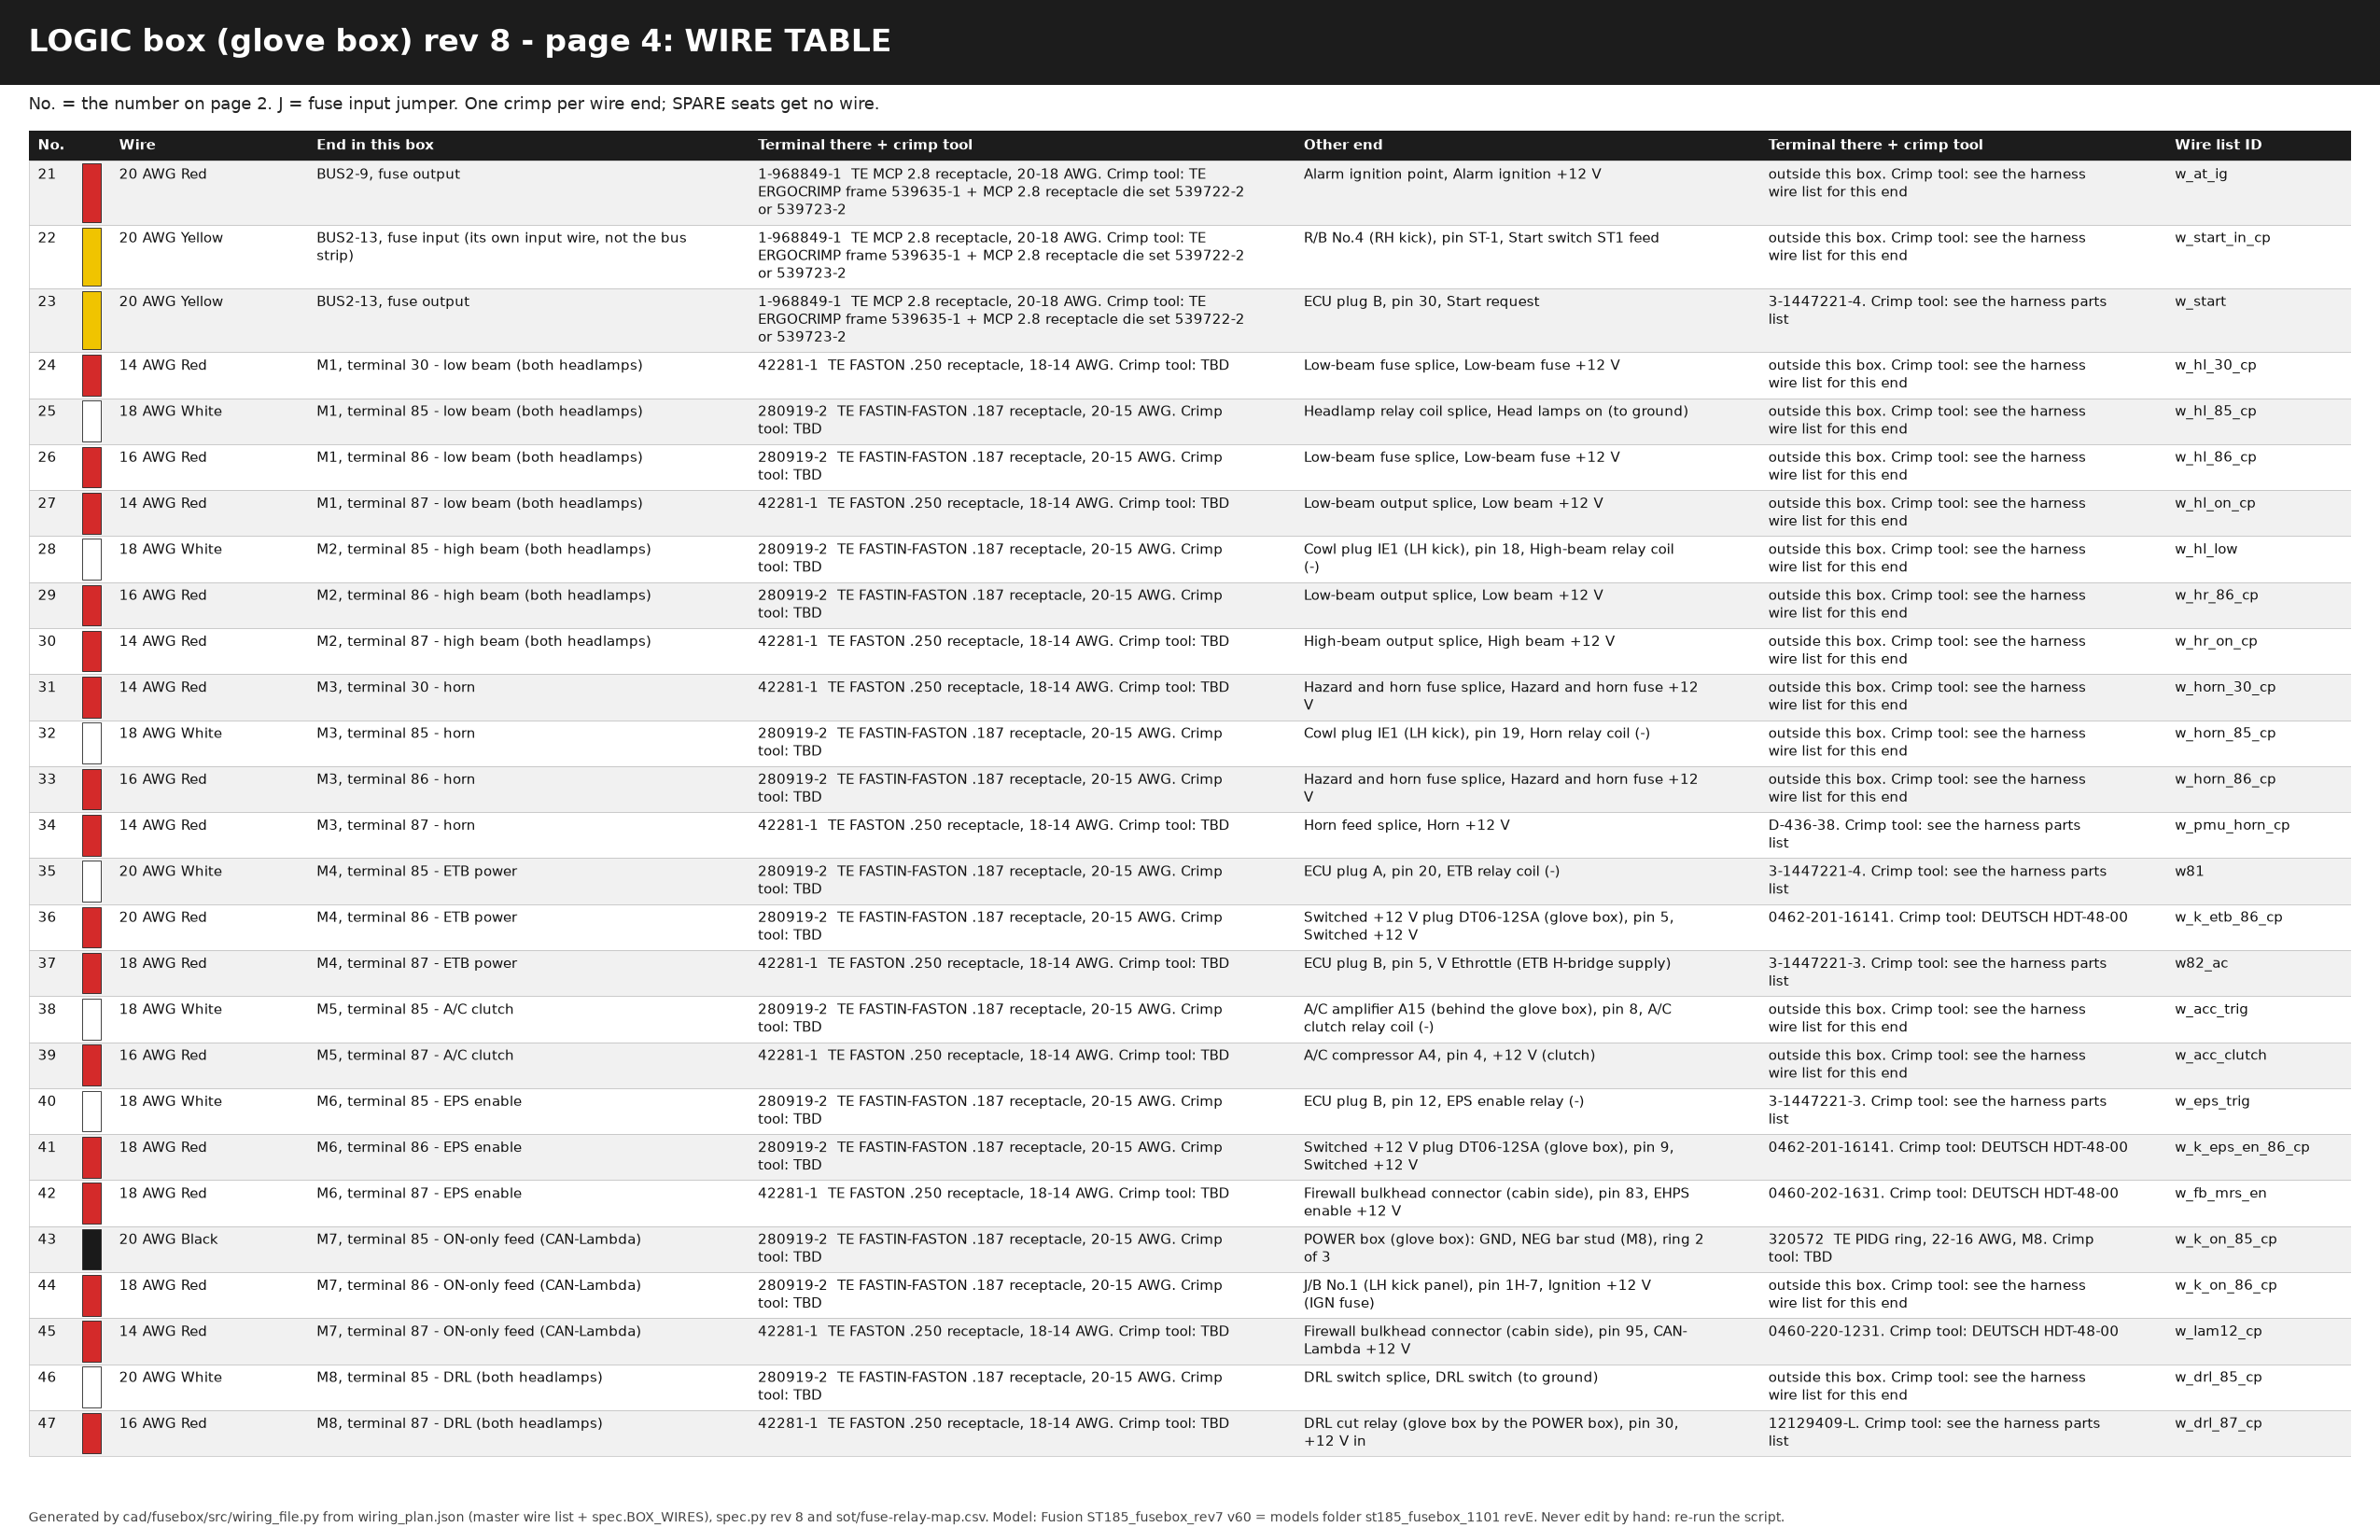 LOGIC box (glove box) rev 8 - page 4: WIRE TABLE
No. = the number on page 2. J = fuse input jumper. One crimp per wire end; SPARE seats get no wire.
No. Wire End in this box Terminal there + crimp tool Other end Terminal there + crimp tool Wire list ID
21 20 AWG Red BUS2-9, fuse output 1-968849-1 TE MCP 2.8 receptacle, 20-18 AWG. Crimp tool: TE Alarm ignition point, Alarm ignition +12 V outside this box. Crimp tool: see the harness w_at_ig
ERGOCRIMP frame 539635-1 + MCP 2.8 receptacle die set 539722-2 wire list for this end
or 539723-2
22 20 AWG Yellow BUS2-13, fuse input (its own input wire, not the bus 1-968849-1 TE MCP 2.8 receptacle, 20-18 AWG. Crimp tool: TE R/B No.4 (RH kick), pin ST-1, Start switch ST1 feed outside this box. Crimp tool: see the harness w_start_in_cp
strip) ERGOCRIMP frame 539635-1 + MCP 2.8 receptacle die set 539722-2 wire list for this end
or 539723-2
23 20 AWG Yellow BUS2-13, fuse output 1-968849-1 TE MCP 2.8 receptacle, 20-18 AWG. Crimp tool: TE ECU plug B, pin 30, Start request 3-1447221-4. Crimp tool: see the harness parts w_start
ERGOCRIMP frame 539635-1 + MCP 2.8 receptacle die set 539722-2 list
or 539723-2
24 14 AWG Red M1, terminal 30 - low beam (both headlamps) 42281-1 TE FASTON .250 receptacle, 18-14 AWG. Crimp tool: TBD Low-beam fuse splice, Low-beam fuse +12 V outside this box. Crimp tool: see the harness w_hl_30_cp
wire list for this end
25 18 AWG White M1, terminal 85 - low beam (both headlamps) 280919-2 TE FASTIN-FASTON .187 receptacle, 20-15 AWG. Crimp Headlamp relay coil splice, Head lamps on (to ground) outside this box. Crimp tool: see the harness w_hl_85_cp
tool: TBD wire list for this end
26 16 AWG Red M1, terminal 86 - low beam (both headlamps) 280919-2 TE FASTIN-FASTON .187 receptacle, 20-15 AWG. Crimp Low-beam fuse splice, Low-beam fuse +12 V outside this box. Crimp tool: see the harness w_hl_86_cp
tool: TBD wire list for this end
27 14 AWG Red M1, terminal 87 - low beam (both headlamps) 42281-1 TE FASTON .250 receptacle, 18-14 AWG. Crimp tool: TBD Low-beam output splice, Low beam +12 V outside this box. Crimp tool: see the harness w_hl_on_cp
wire list for this end
28 18 AWG White M2, terminal 85 - high beam (both headlamps) 280919-2 TE FASTIN-FASTON .187 receptacle, 20-15 AWG. Crimp Cowl plug IE1 (LH kick), pin 18, High-beam relay coil outside this box. Crimp tool: see the harness w_hl_low
tool: TBD (-) wire list for this end
29 16 AWG Red M2, terminal 86 - high beam (both headlamps) 280919-2 TE FASTIN-FASTON .187 receptacle, 20-15 AWG. Crimp Low-beam output splice, Low beam +12 V outside this box. Crimp tool: see the harness w_hr_86_cp
tool: TBD wire list for this end
30 14 AWG Red M2, terminal 87 - high beam (both headlamps) 42281-1 TE FASTON .250 receptacle, 18-14 AWG. Crimp tool: TBD High-beam output splice, High beam +12 V outside this box. Crimp tool: see the harness w_hr_on_cp
wire list for this end
31 14 AWG Red M3, terminal 30 - horn 42281-1 TE FASTON .250 receptacle, 18-14 AWG. Crimp tool: TBD Hazard and horn fuse splice, Hazard and horn fuse +12 outside this box. Crimp tool: see the harness w_horn_30_cp
V wire list for this end
32 18 AWG White M3, terminal 85 - horn 280919-2 TE FASTIN-FASTON .187 receptacle, 20-15 AWG. Crimp Cowl plug IE1 (LH kick), pin 19, Horn relay coil (-) outside this box. Crimp tool: see the harness w_horn_85_cp
tool: TBD wire list for this end
33 16 AWG Red M3, terminal 86 - horn 280919-2 TE FASTIN-FASTON .187 receptacle, 20-15 AWG. Crimp Hazard and horn fuse splice, Hazard and horn fuse +12 outside this box. Crimp tool: see the harness w_horn_86_cp
tool: TBD V wire list for this end
34 14 AWG Red M3, terminal 87 - horn 42281-1 TE FASTON .250 receptacle, 18-14 AWG. Crimp tool: TBD Horn feed splice, Horn +12 V D-436-38. Crimp tool: see the harness parts w_pmu_horn_cp
list
35 20 AWG White M4, terminal 85 - ETB power 280919-2 TE FASTIN-FASTON .187 receptacle, 20-15 AWG. Crimp ECU plug A, pin 20, ETB relay coil (-) 3-1447221-4. Crimp tool: see the harness parts w81
tool: TBD list
36 20 AWG Red M4, terminal 86 - ETB power 280919-2 TE FASTIN-FASTON .187 receptacle, 20-15 AWG. Crimp Switched +12 V plug DT06-12SA (glove box), pin 5, 0462-201-16141. Crimp tool: DEUTSCH HDT-48-00 w_k_etb_86_cp
tool: TBD Switched +12 V
37 18 AWG Red M4, terminal 87 - ETB power 42281-1 TE FASTON .250 receptacle, 18-14 AWG. Crimp tool: TBD ECU plug B, pin 5, V Ethrottle (ETB H-bridge supply) 3-1447221-3. Crimp tool: see the harness parts w82_ac
list
38 18 AWG White M5, terminal 85 - A/C clutch 280919-2 TE FASTIN-FASTON .187 receptacle, 20-15 AWG. Crimp A/C amplifier A15 (behind the glove box), pin 8, A/C outside this box. Crimp tool: see the harness w_acc_trig
tool: TBD clutch relay coil (-) wire list for this end
39 16 AWG Red M5, terminal 87 - A/C clutch 42281-1 TE FASTON .250 receptacle, 18-14 AWG. Crimp tool: TBD A/C compressor A4, pin 4, +12 V (clutch) outside this box. Crimp tool: see the harness w_acc_clutch
wire list for this end
40 18 AWG White M6, terminal 85 - EPS enable 280919-2 TE FASTIN-FASTON .187 receptacle, 20-15 AWG. Crimp ECU plug B, pin 12, EPS enable relay (-) 3-1447221-3. Crimp tool: see the harness parts w_eps_trig
tool: TBD list
41 18 AWG Red M6, terminal 86 - EPS enable 280919-2 TE FASTIN-FASTON .187 receptacle, 20-15 AWG. Crimp Switched +12 V plug DT06-12SA (glove box), pin 9, 0462-201-16141. Crimp tool: DEUTSCH HDT-48-00 w_k_eps_en_86_cp
tool: TBD Switched +12 V
42 18 AWG Red M6, terminal 87 - EPS enable 42281-1 TE FASTON .250 receptacle, 18-14 AWG. Crimp tool: TBD Firewall bulkhead connector (cabin side), pin 83, EHPS 0460-202-1631. Crimp tool: DEUTSCH HDT-48-00 w_fb_mrs_en
enable +12 V
43 20 AWG Black M7, terminal 85 - ON-only feed (CAN-Lambda) 280919-2 TE FASTIN-FASTON .187 receptacle, 20-15 AWG. Crimp POWER box (glove box): GND, NEG bar stud (M8), ring 2 320572 TE PIDG ring, 22-16 AWG, M8. Crimp w_k_on_85_cp
tool: TBD of 3 tool: TBD
44 18 AWG Red M7, terminal 86 - ON-only feed (CAN-Lambda) 280919-2 TE FASTIN-FASTON .187 receptacle, 20-15 AWG. Crimp J/B No.1 (LH kick panel), pin 1H-7, Ignition +12 V outside this box. Crimp tool: see the harness w_k_on_86_cp
tool: TBD (IGN fuse) wire list for this end
45 14 AWG Red M7, terminal 87 - ON-only feed (CAN-Lambda) 42281-1 TE FASTON .250 receptacle, 18-14 AWG. Crimp tool: TBD Firewall bulkhead connector (cabin side), pin 95, CAN- 0460-220-1231. Crimp tool: DEUTSCH HDT-48-00 w_lam12_cp
Lambda +12 V
46 20 AWG White M8, terminal 85 - DRL (both headlamps) 280919-2 TE FASTIN-FASTON .187 receptacle, 20-15 AWG. Crimp DRL switch splice, DRL switch (to ground) outside this box. Crimp tool: see the harness w_drl_85_cp
tool: TBD wire list for this end
47 16 AWG Red M8, terminal 87 - DRL (both headlamps) 42281-1 TE FASTON .250 receptacle, 18-14 AWG. Crimp tool: TBD DRL cut relay (glove box by the POWER box), pin 30, 12129409-L. Crimp tool: see the harness parts w_drl_87_cp
+12 V in list
Generated by cad/fusebox/src/wiring_file.py from wiring_plan.json (master wire list + spec.BOX_WIRES), spec.py rev 8 and sot/fuse-relay-map.csv. Model: Fusion ST185_fusebox_rev7 v60 = models folder st185_fusebox_1101 revE. Never edit by hand: re-run the script.